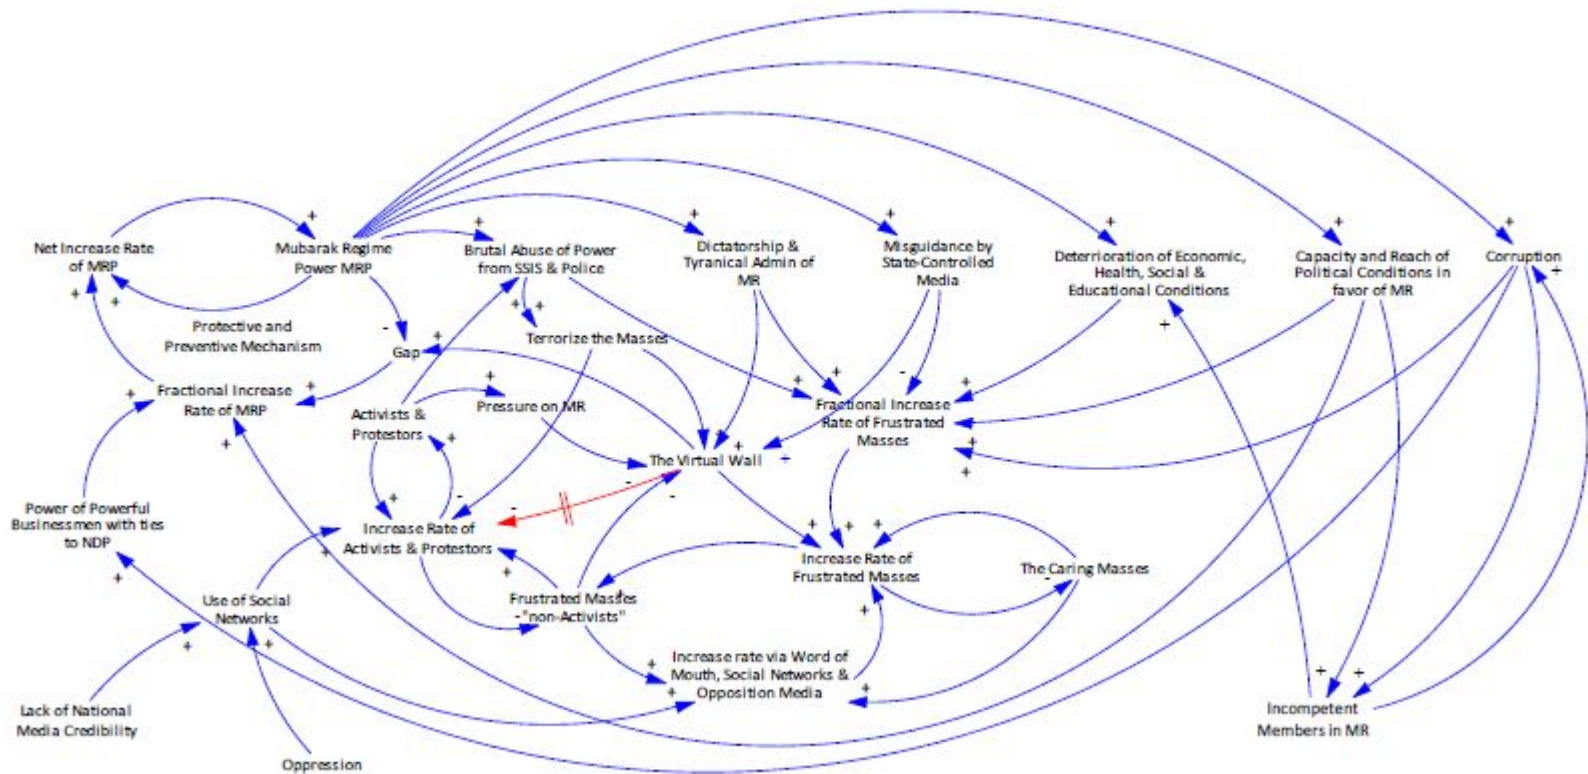 Net Increase Rate
of MRP
Mubarak Regime
Power MRP
Brutal Abuse of Power
from SSIS & Police
Dictatorship &
Tyranical Admin of
MR
Misguidance by
State-Controlled
Media
Deterrioration of Economic,
Health, Social &
Educational Conditions
Capacity and Reach of
Political Conditions in
favor of MR
Corruption
Protective and
Preventive Mechanism
Gap
Terrorize the Masses
Fractional Increase
Rate of MRP
Activists &
Protestors
Pressure on MR
Fractional Increase
Rate of Frustrated
Masses
The Virtual Wall
Power of Powerful
Businessmen with ties
to NDP
Increase Rate of
Activists & Protestors
Increase Rate of
Frustrated Masses
The Caring Masses
Use of Social
Networks
Frustrated Masses
"non-Activists"
Increase rate via Word of
Mouth, Social Networks &
Opposition Media
Lack of National
Media Credibility
Oppression
Incompetent
Members in MR